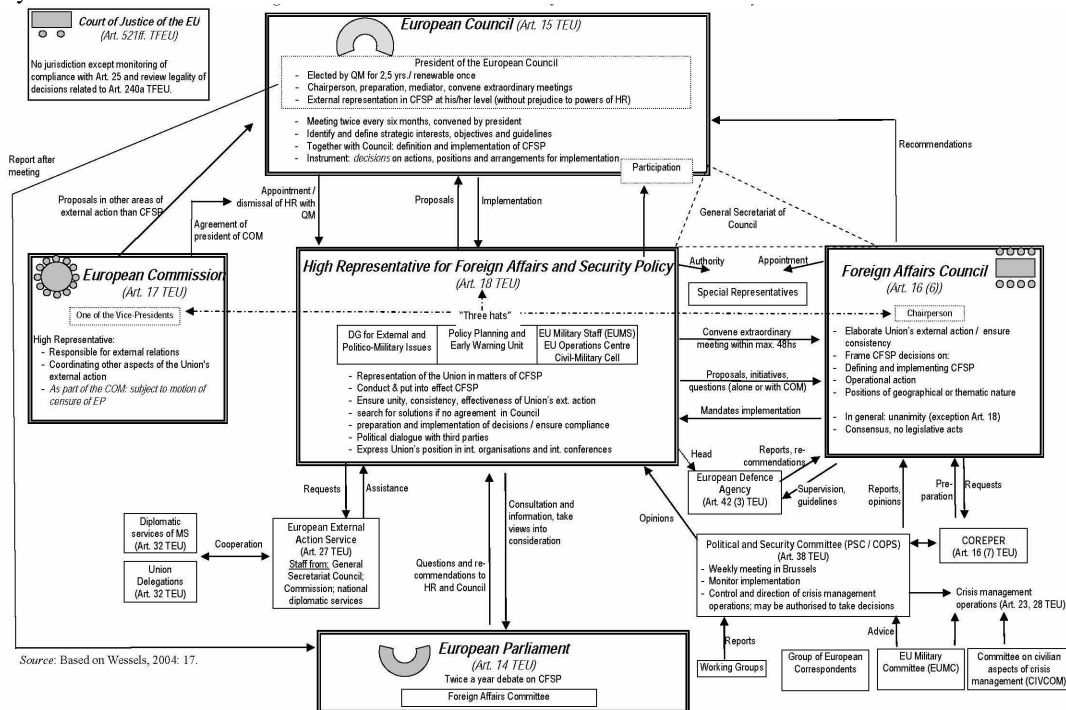 Court of Justice of the EU
(Art. 521ff. TFEU)
No jurisdiction except monitoring of
compliance with Art. 25 and review legality of
decisions related to Art. 240a TFEU.
European Council (Art. 15 TEU)
President of the European Council
- Elected by QM for 2,5 yrs./ renewable once
- Chairperson, preparation, mediator, convene extraordinary meetings
- External representation in CFSP at his/her level (without prejudice to powers of HR)
- Meeting twice every six months, convened by president
- Identify and define strategic interests, objectives and guidelines
- Together with Council: definition and implementation of CFSP
- Instrument: decisions on actions, positions and arrangements for implementation
Participation
Report after
meeting
Proposals in other areas of
external action than CFSP
Appointment /
dismissal of HR with
QM
Agreement of
president of COM
Proposals
Implementation
Recommendations
General Secretariat of
Council
European Commission
(Art. 17 TEU)
One of the Vice-Presidents
High Representative:
- Responsible for external relations
- Coordinating other aspects of the Union's
external action
- As part of the COM: subject to motion of
censure of EP
High Representative for Foreign Affairs and Security Policy
(Art. 18 TEU)
"Three hats"
DG for External and
Politico-Military Issues
Policy Planning and
Early Warning Unit
EU Military Staff (EUMS)
EU Operations Centre
Civil-Military Cell
- Representation of the Union in matters of CFSP
- Conduct & put into effect CFSP
- Ensure unity, consistency, effectiveness of Union's ext. action
- search for solutions if no agreement in Council
- preparation and implementation of decisions / ensure compliance
- Political dialogue with third parties
- Express Union's position in int. organisations and int. conferences
Authority
Appointment
Special Representatives
Convene extraordinary
meeting within max. 48hs
Proposals, initiatives,
questions (alone or with COM)
Mandates implementation
Foreign Affairs Council
(Art. 16 (6))
Chairperson
- Elaborate Union's external action / ensure
consistency
- Frame CFSP decisions on:
- Defining and implementing CFSP
- Operational action
- Positions of geographical or thematic nature
- In general: unanimity (exception Art. 18)
- Consensus, no legislative acts
Head
Reports, re-
commendations
European Defence
Agency
(Art. 42 (3) TEU)
Supervision,
guidelines
Reports,
opinions
Pre-
paration
Requests
Requests
Assistance
Consultation and
information, take
views into
consideration
Opinions
Diplomatic
services of MS
(Art. 32 TEU)
Union
Delegations
(Art. 32 TEU)
Cooperation
European External
Action Service
(Art. 27 TEU)
Staff from: General
Secretariat Council;
Commission; national
diplomatic services
Questions and re-
commendations to
HR and Council
Political and Security Committee (PSC / COPS)
(Art. 38 TEU)
- Weekly meeting in Brussels
- Monitor implementation
- Control and direction of crisis management
operations; may be authorised to take decisions
COREPER
Art. 16 (7) TEU)
Crisis management
operations (Art. 23, 28 TEU)
Reports
Advice
Working Groups
Group of European
Correspondents
EU Military
Committee (EUMC)
Committee on civilian
aspects of crisis
management (CIVCOM)
European Parliament
(Art. 14 TEU)
Twice a year debate on CFSP
Foreign Affairs Committee
Source: Based on Wessels, 2004: 17.